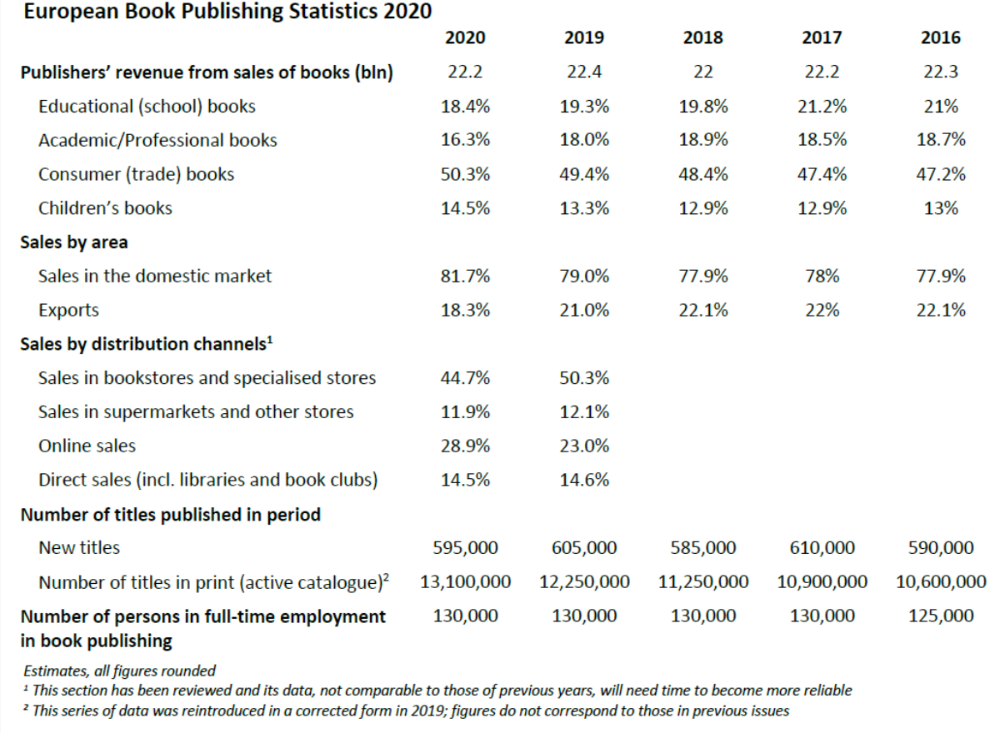 European Book Publishing Statistics 2020
2020 2019 2018 2017 2016
Publishers’ revenue from sales of books (bln) 22.2 22.4 22 22.2 22.3
Educational (school) books 18.4% 19.3% 19.8% 21.2% 21%
Academic/Professional books 16.3% 18.0% 18.9% 18.5% 18.7%
Consumer (trade) books 50.3% 49.4% 48.4% 47.4% 47.2%
Children’s books 14.5% 13.3% 12.9% 12.9% 13%
Sales by area
Sales in the domestic market 81.7% 79.0% 77.9% 78% 77.9%
Exports 18.3% 21.0% 22.1% 22% 22.1%
Sales by distribution channels¹
Sales in bookstores and specialised stores 44.7% 50.3%
Sales in supermarkets and other stores 11.9% 12.1%
Online sales 28.9% 23.0%
Direct sales (incl. libraries and book clubs) 14.5% 14.6%
Number of titles published in period
New titles 595,000 605,000 585,000 610,000 590,000
Number of titles in print (active catalogue)² 13,100,000 12,250,000 11,250,000 10,900,000 10,600,000
Number of persons in full-time employment 130,000 130,000 130,000 130,000 125,000
in book publishing
Estimates, all figures rounded
¹ This section has been reviewed and its data, not comparable to those of previous years, will need time to become more reliable
² This series of data was reintroduced in a corrected form in 2019; figures do not correspond to those in previous issues